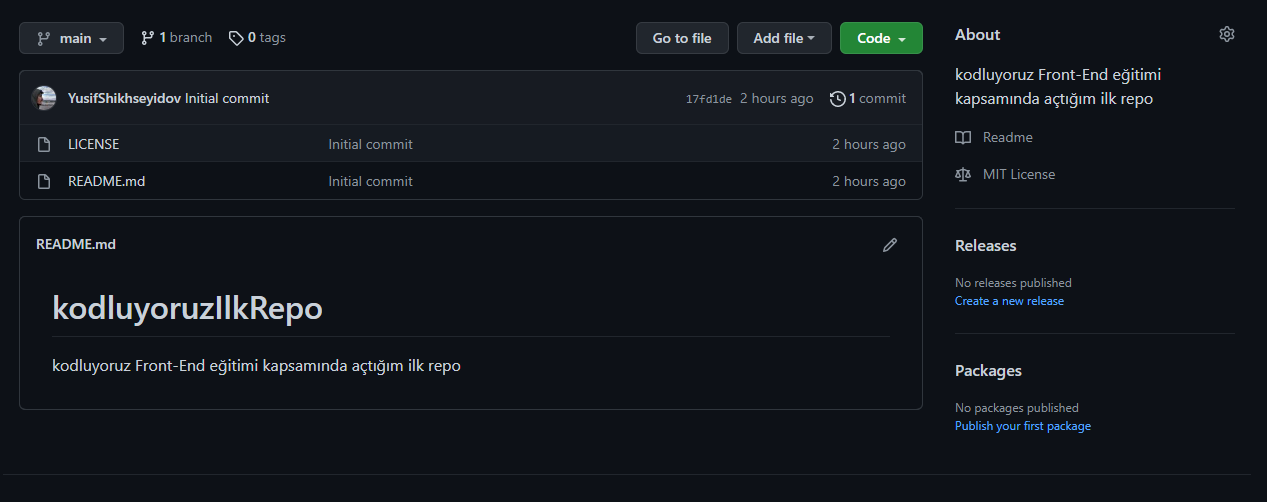 main
1 branch
0 tags
Go to file
Add file
Code
YusifShikhseyidov Initial commit
17fd1de 2 hours ago
1 commit
LICENSE
Initial commit
2 hours ago
README.md
Initial commit
2 hours ago
README.md
kodluyoruzIlkRepo
kodluyoruz Front-End eğitimi kapsamında açtığım ilk repo
About
kodluyoruz Front-End eğitimi
kapsamında açtığım ilk repo
Readme
MIT License
Releases
No releases published
Create a new release
Packages
No packages published
Publish your first package